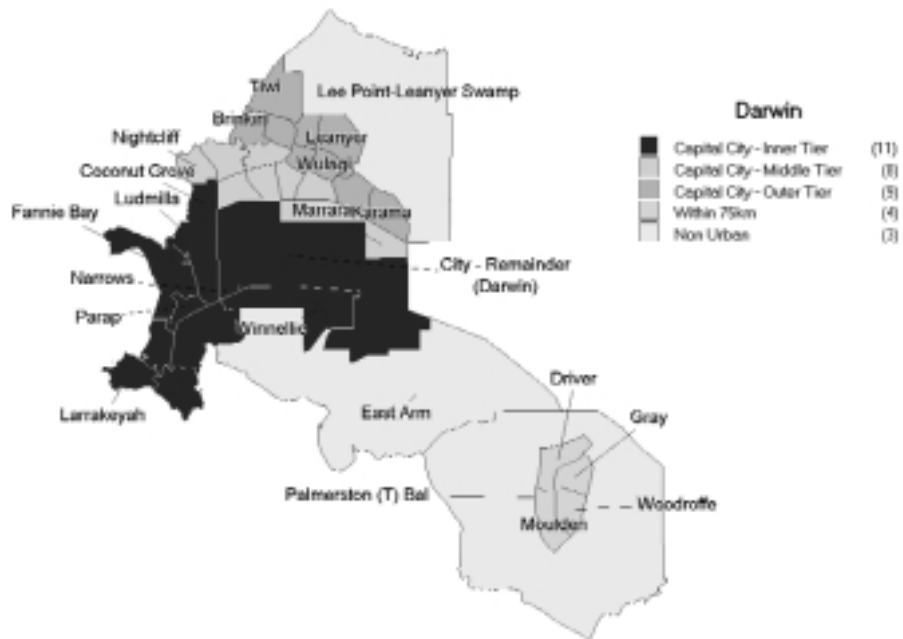 Tiwi
Lee Point-Leanyer Swamp
Darwin
Brinkin
Nightcliff
Leanyer
Capital City - Inner Tier (11)
Wulagi
Coconut Grove
Capital City - Middle Tier (8)
Ludmilla
Capital City - Outer Tier (9)
Fannie Bay
Marrara
Karama
Within 75km (4)
Non Urban (3)
City - Remainder
(Darwin)
Narrows
Parap
Winnellie
Driver
Larrakeyah
East Arm
Gray
Palmerston (T) Bal
Woodroffe
Moulden